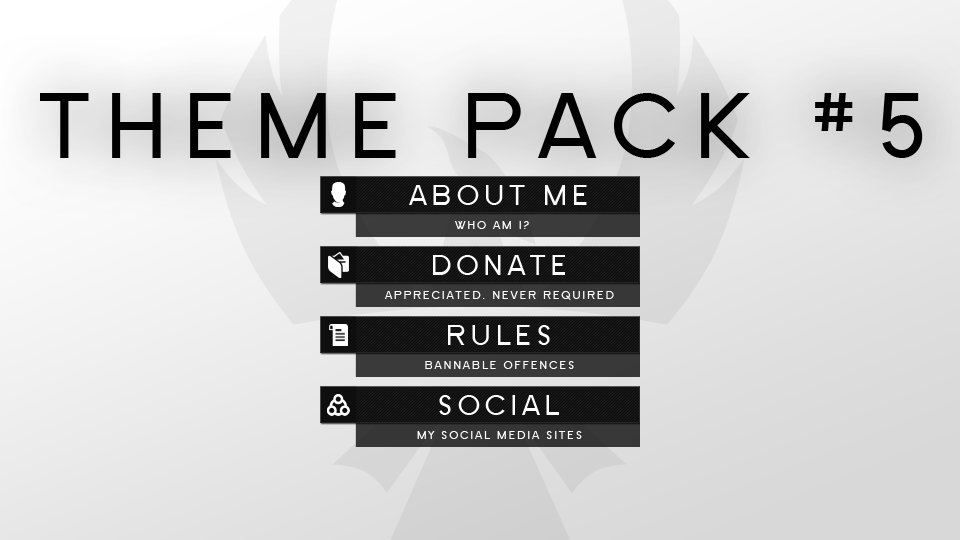 THEME PACK #5
ABOUT ME
WHO AM I?
DONATE
APPRECIATED. NEVER REQUIRED
RULES
BANNABLE OFFENCES
SOCIAL
MY SOCIAL MEDIA SITES